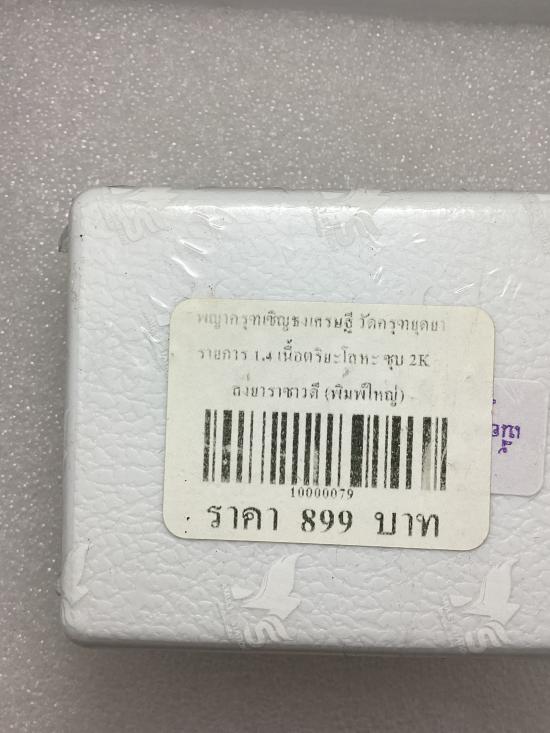 พญาครุฑเชิญธงเศรษฐี วัดครุฑยุดยา
รายการ 1.4 เนื้อตริยะโลหะ ชุบ 2K
ลงยาราชาวดี (พิมพ์ใหญ่)
10000079
ราคา 899 บาท